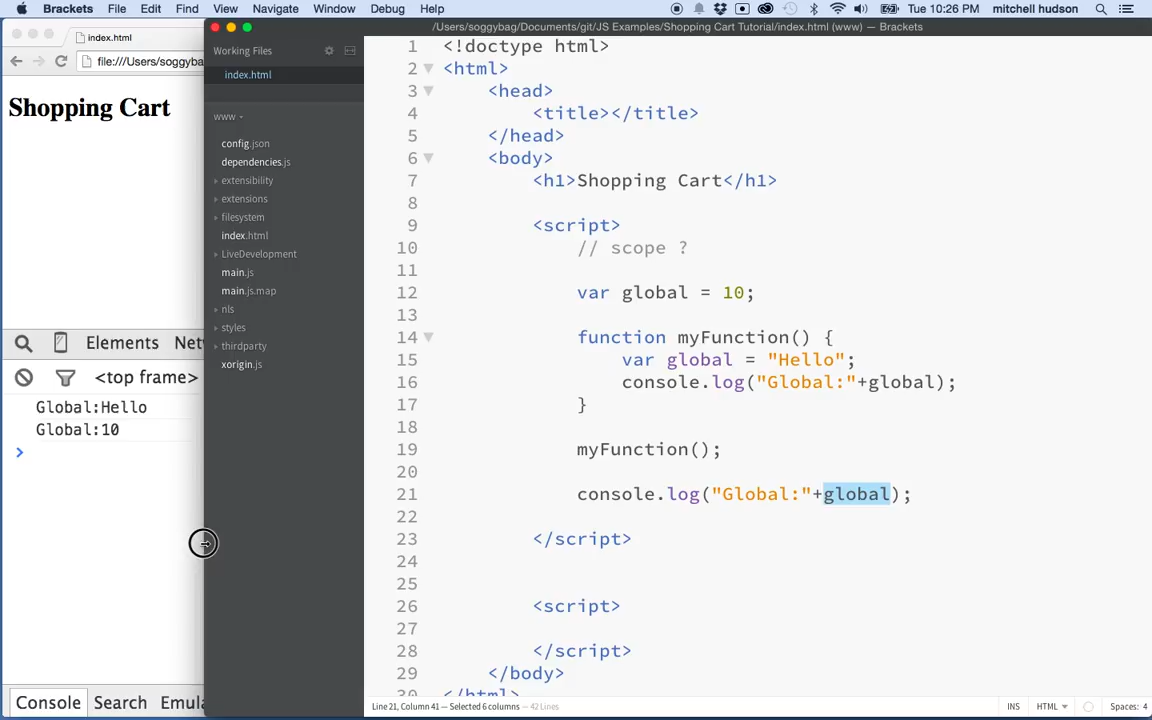 Brackets File Edit Find View Navigate Window Debug Help Tue 10:26 PM mitchell hudson
/Users/soggybag/Documents/git/JS Examples/Shopping Cart Tutorial/index.html (www) — Brackets
index.html
file:///Users/soggyba
Shopping Cart
Elements Net
<top frame>
Global:Hello
Global:10
>
Console Search Emula
Working Files
index.html
www
config.json
dependencies.js
extensibility
extensions
filesystem
index.html
LiveDevelopment
main.js
main.js.map
nls
styles
thirdparty
xorigin.js
1 <!doctype html>
2 <html>
3 <head>
4 <title></title>
5 </head>
6 <body>
7 <h1>Shopping Cart</h1>
8
9 <script>
10 // scope ?
11
12 var global = 10;
13
14 function myFunction() {
15 var global = "Hello";
16 console.log("Global:"+global);
17 }
18
19 myFunction();
20
21 console.log("Global:"+global);
22
23 </script>
24
25
26 <script>
27
28 </script>
29 </body>
30 </html>
Line 21, Column 41 — Selected 6 columns — 42 Lines INS HTML Spaces: 4